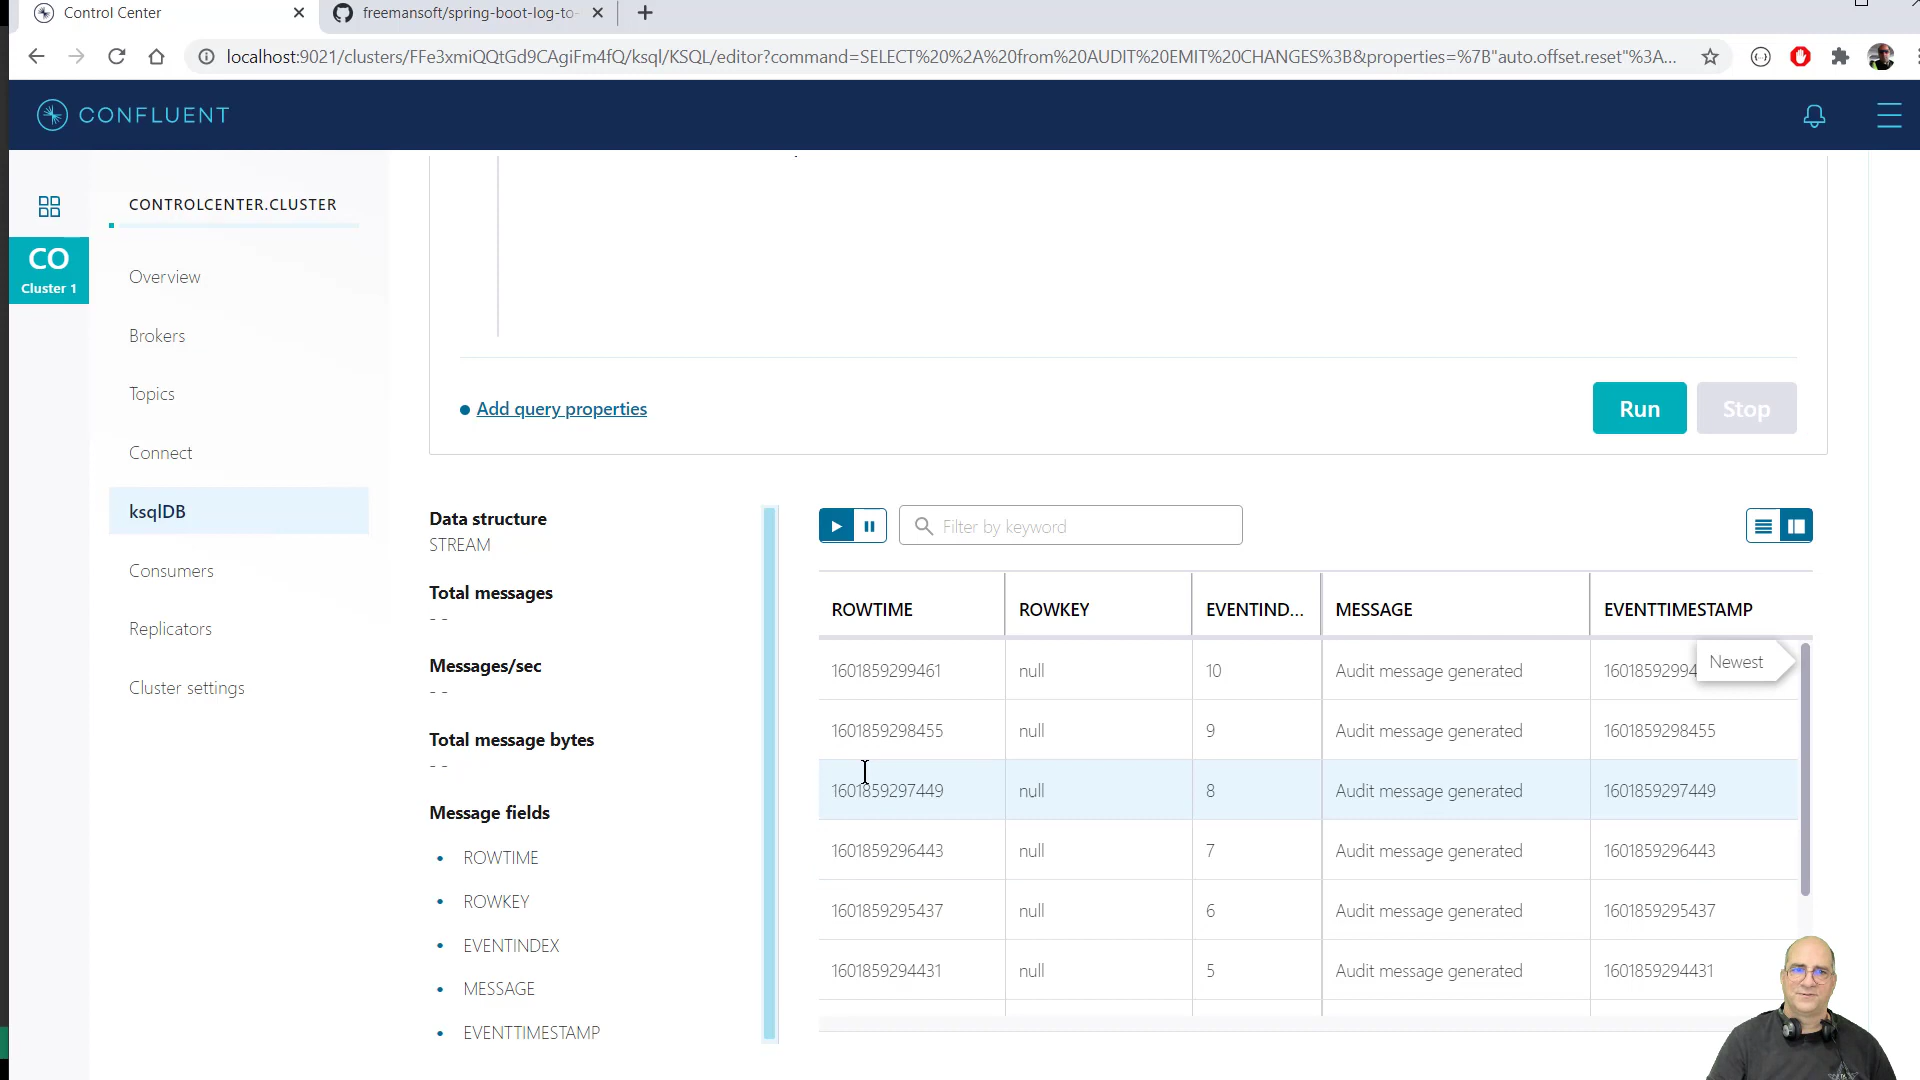 Control Center
freemansoft/spring-boot-log-to-
localhost:9021/clusters/FFe3xmiQQtGd9CAgiFm4fQ/ksql/KSQL/editor?command=SELECT%20%2A%20from%20AUDIT%20EMIT%20CHANGES%3B&properties=%7B"auto.offset.reset"%3A...
CONFLUENT
CO
Cluster 1
CONTROLCENTER.CLUSTER
Overview
Brokers
Topics
Connect
ksqlDB
Consumers
Replicators
Cluster settings
Add query properties
Run
Stop
Data structure
STREAM
Total messages
- -
Messages/sec
- -
Total message bytes
- -
Message fields
• ROWTIME
• ROWKEY
• EVENTINDEX
• MESSAGE
• EVENTTIMESTAMP
Filter by keyword
ROWTIME ROWKEY EVENTIND... MESSAGE EVENTTIMESTAMP
1601859299461 null 10 Audit message generated 16018592994
Newest
1601859298455 null 9 Audit message generated 1601859298455
1601859297449 null 8 Audit message generated 1601859297449
1601859296443 null 7 Audit message generated 1601859296443
1601859295437 null 6 Audit message generated 1601859295437
1601859294431 null 5 Audit message generated 1601859294431